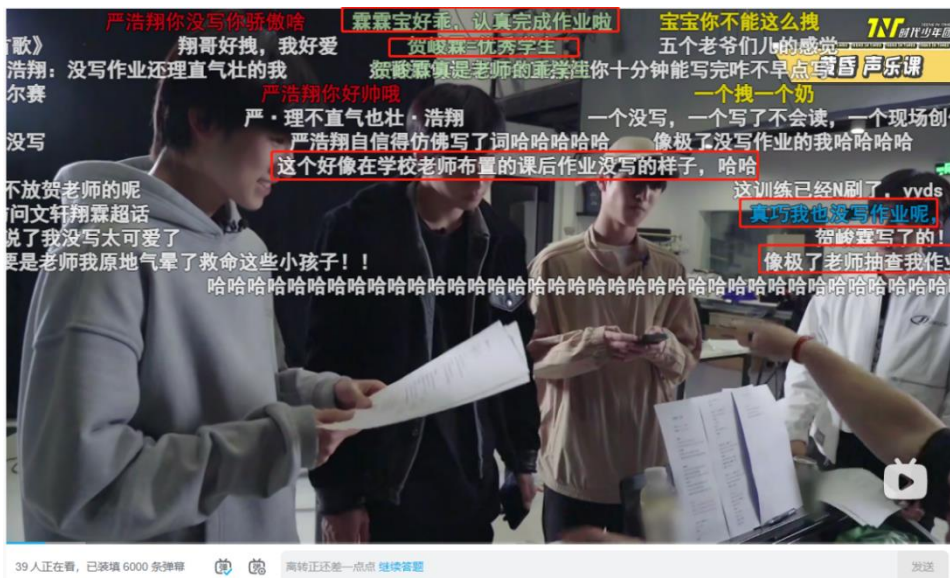 严浩翔你没写你骄傲啥 霖霖宝好乖，认真完成作业啦 宝宝你不能这么拽
TNT时代少年团
歌》 翔哥好拽，我好爱 贺峻霖=优秀学生 五个老爷们儿的感觉
浩翔：没写作业还理直气壮的我 你十分钟能写完咋不早点写
黄昏 声乐课
尔赛 严浩翔你好帅哦 一个拽一个奶
严·理不直气也壮·浩翔 一个没写，一个写了不会读，一个现场创
没写 严浩翔自信得仿佛写了词哈哈哈哈哈 像极了没写作业的我哈哈哈哈
这个好像在学校老师布置的课后作业没写的样子，哈哈
不放贺老师的呢 这训练已经N刷了，yyds
问文轩翔霖超话 真巧我也没写作业呢，
说了我没写太可爱了 贺峻霖写了的！
要是老师我原地气晕了救命这些小孩子！！ 像极了老师抽查我作业
哈哈哈哈哈哈哈哈哈哈哈哈哈哈哈哈哈哈哈哈哈哈哈哈哈哈哈哈哈哈哈哈哈哈哈哈哈
39 人正在看，已装填 6000 条弹幕 弹 离转正还差一点点 继续答题 发送